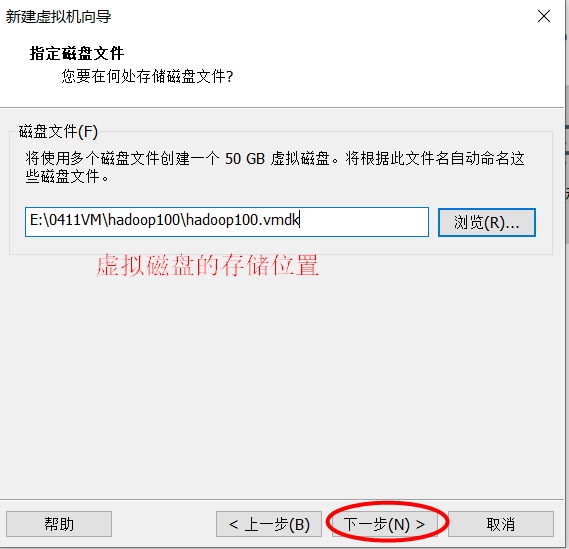 新建虚拟机向导
指定磁盘文件
您要在何处存储磁盘文件?
磁盘文件(F)
将使用多个磁盘文件创建一个 50 GB 虚拟磁盘。将根据此文件名自动命名这
些磁盘文件。
E:\0411VM\hadoop100\hadoop100.vmdk
浏览(R)...
虚拟磁盘的存储位置
帮助
< 上一步(B)
下一步(N) >
取消